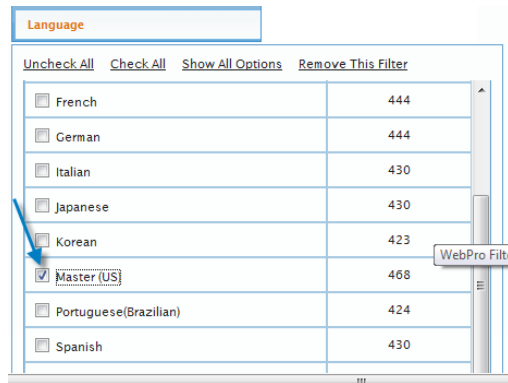 Language
Uncheck All Check All Show All Options Remove This Filter
French 444
German 444
Italian 430
Japanese 430
Korean 423
WebPro Filt
Master (US) 468
Portuguese(Brazilian) 424
Spanish 430